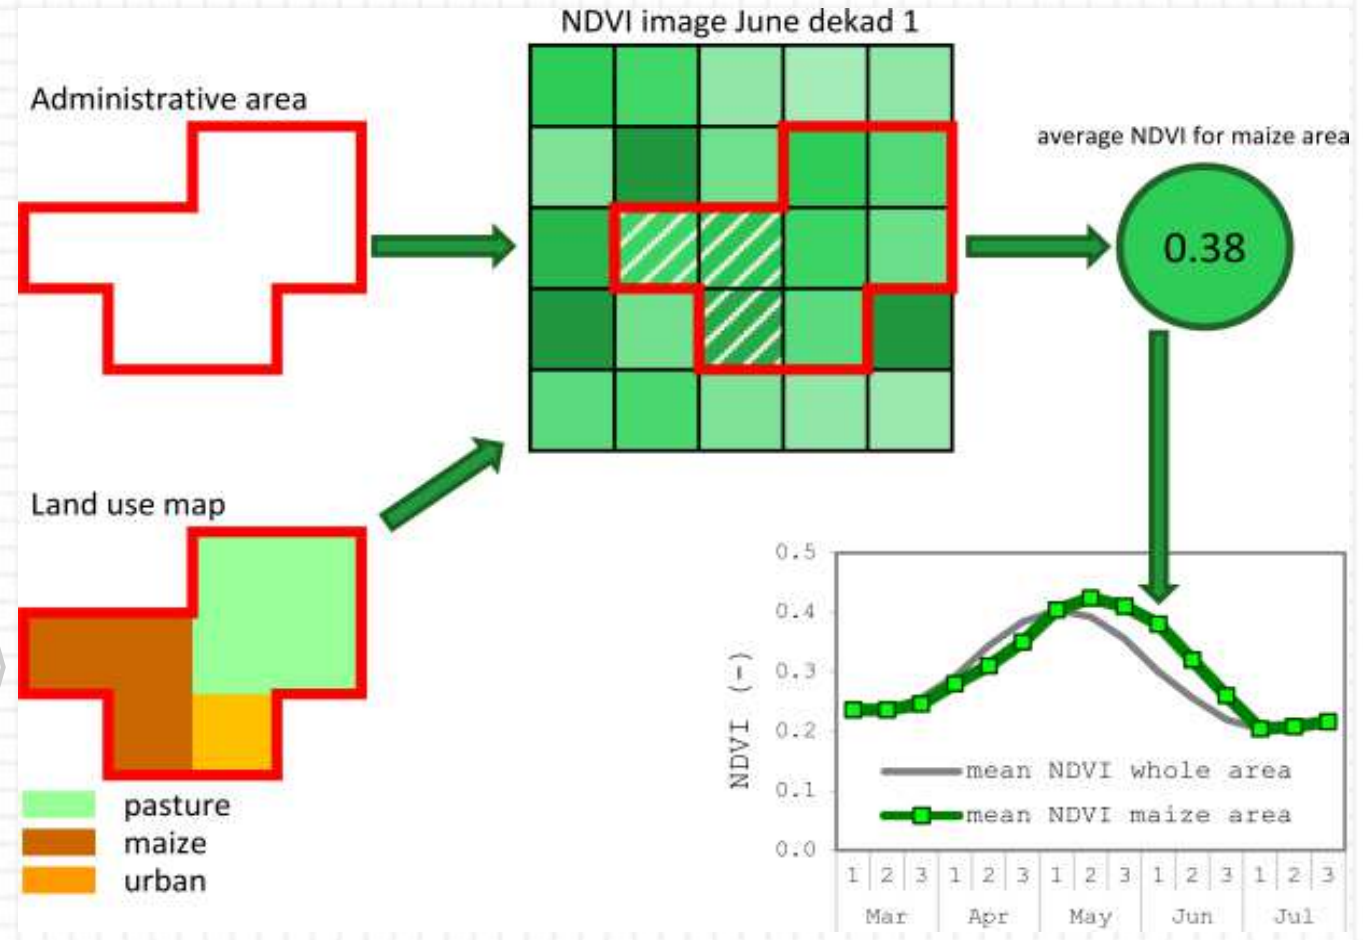 NDVI image June dekad 1
Administrative area
average NDVI for maize area
0.38
Land use map
pasture
maize
urban
0.5
0.4
0.3
0.2
0.1
0.0
NDVI (-)
mean NDVI whole area
mean NDVI maize area
1 2 3 1 2 3 1 2 3 1 2 3 1 2 3
Mar Apr May Jun Jul